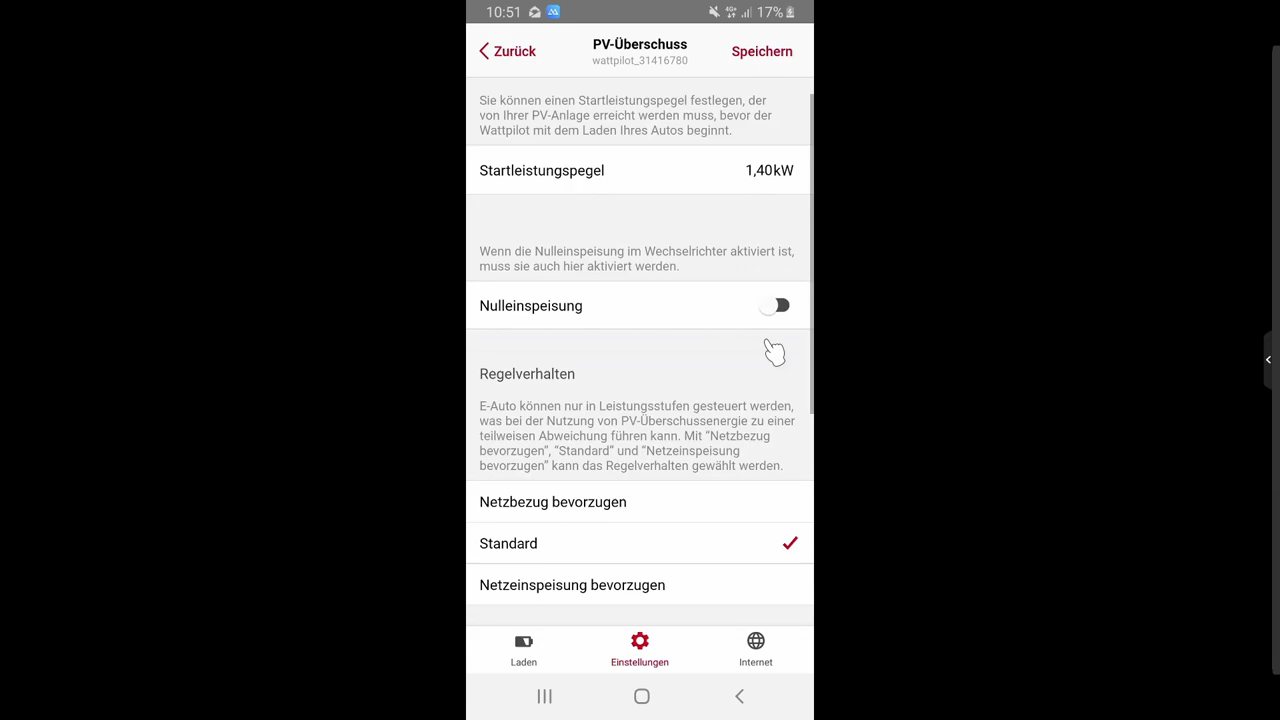 10:51 4G+ 17%
Zurück PV-Überschuss Speichern
wattpilot_31416780
Sie können einen Startleistungspegel festlegen, der
von Ihrer PV-Anlage erreicht werden muss, bevor der
Wattpilot mit dem Laden Ihres Autos beginnt.
Startleistungspegel 1,40kW
Wenn die Nulleinspeisung im Wechselrichter aktiviert ist,
muss sie auch hier aktiviert werden.
Nulleinspeisung
Regelverhalten
E-Auto können nur in Leistungsstufen gesteuert werden,
was bei der Nutzung von PV-Überschussenergie zu einer
teilweisen Abweichung führen kann. Mit “Netzbezug
bevorzugen”, “Standard” und “Netzeinspeisung
bevorzugen” kann das Regelverhalten gewählt werden.
Netzbezug bevorzugen
Standard
Netzeinspeisung bevorzugen
Laden Einstellungen Internet